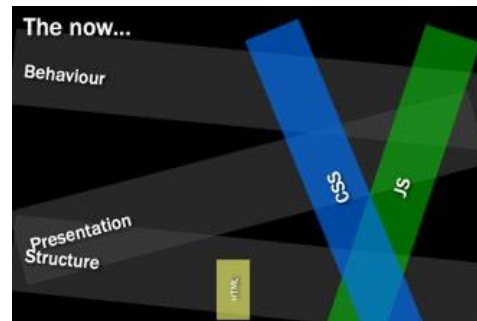 The now...
Behaviour
CSS
JS
Presentation
Structure
HTML